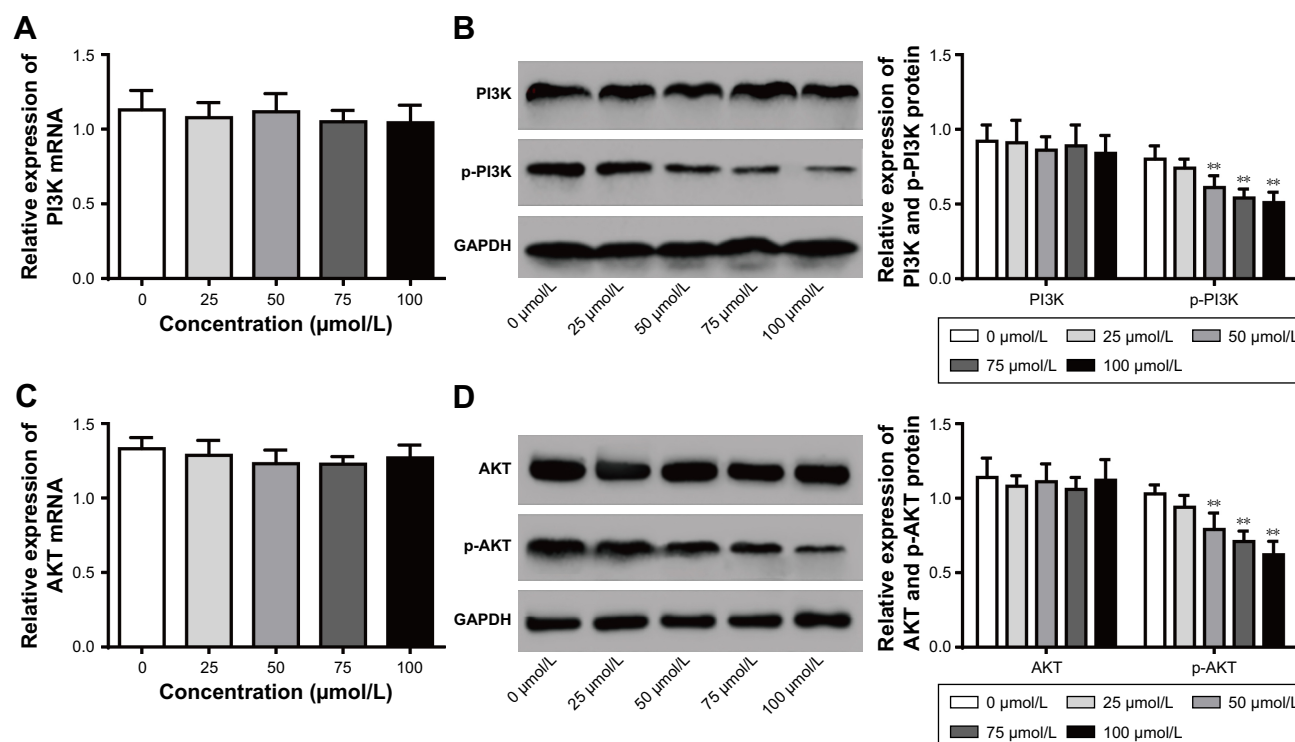 A
Relative expression of
PI3K mRNA
1.5
1.0
0.5
0.0
0
25
50
75
100
Concentration (µmol/L)
B
PI3K
p-PI3K
GAPDH
0 µmol/L
25 µmol/L
50 µmol/L
75 µmol/L
100 µmol/L
Relative expression of
PI3K and p-PI3K protein
1.5
1.0
0.5
0.0
**
**
**
PI3K
p-PI3K
0 µmol/L
25 µmol/L
50 µmol/L
75 µmol/L
100 µmol/L
C
Relative expression of
AKT mRNA
1.5
1.0
0.5
0.0
0
25
50
75
100
Concentration (µmol/L)
D
AKT
p-AKT
GAPDH
0 µmol/L
25 µmol/L
50 µmol/L
75 µmol/L
100 µmol/L
Relative expression of
AKT and p-AKT protein
1.5
1.0
0.5
0.0
**
**
**
AKT
p-AKT
0 µmol/L
25 µmol/L
50 µmol/L
75 µmol/L
100 µmol/L